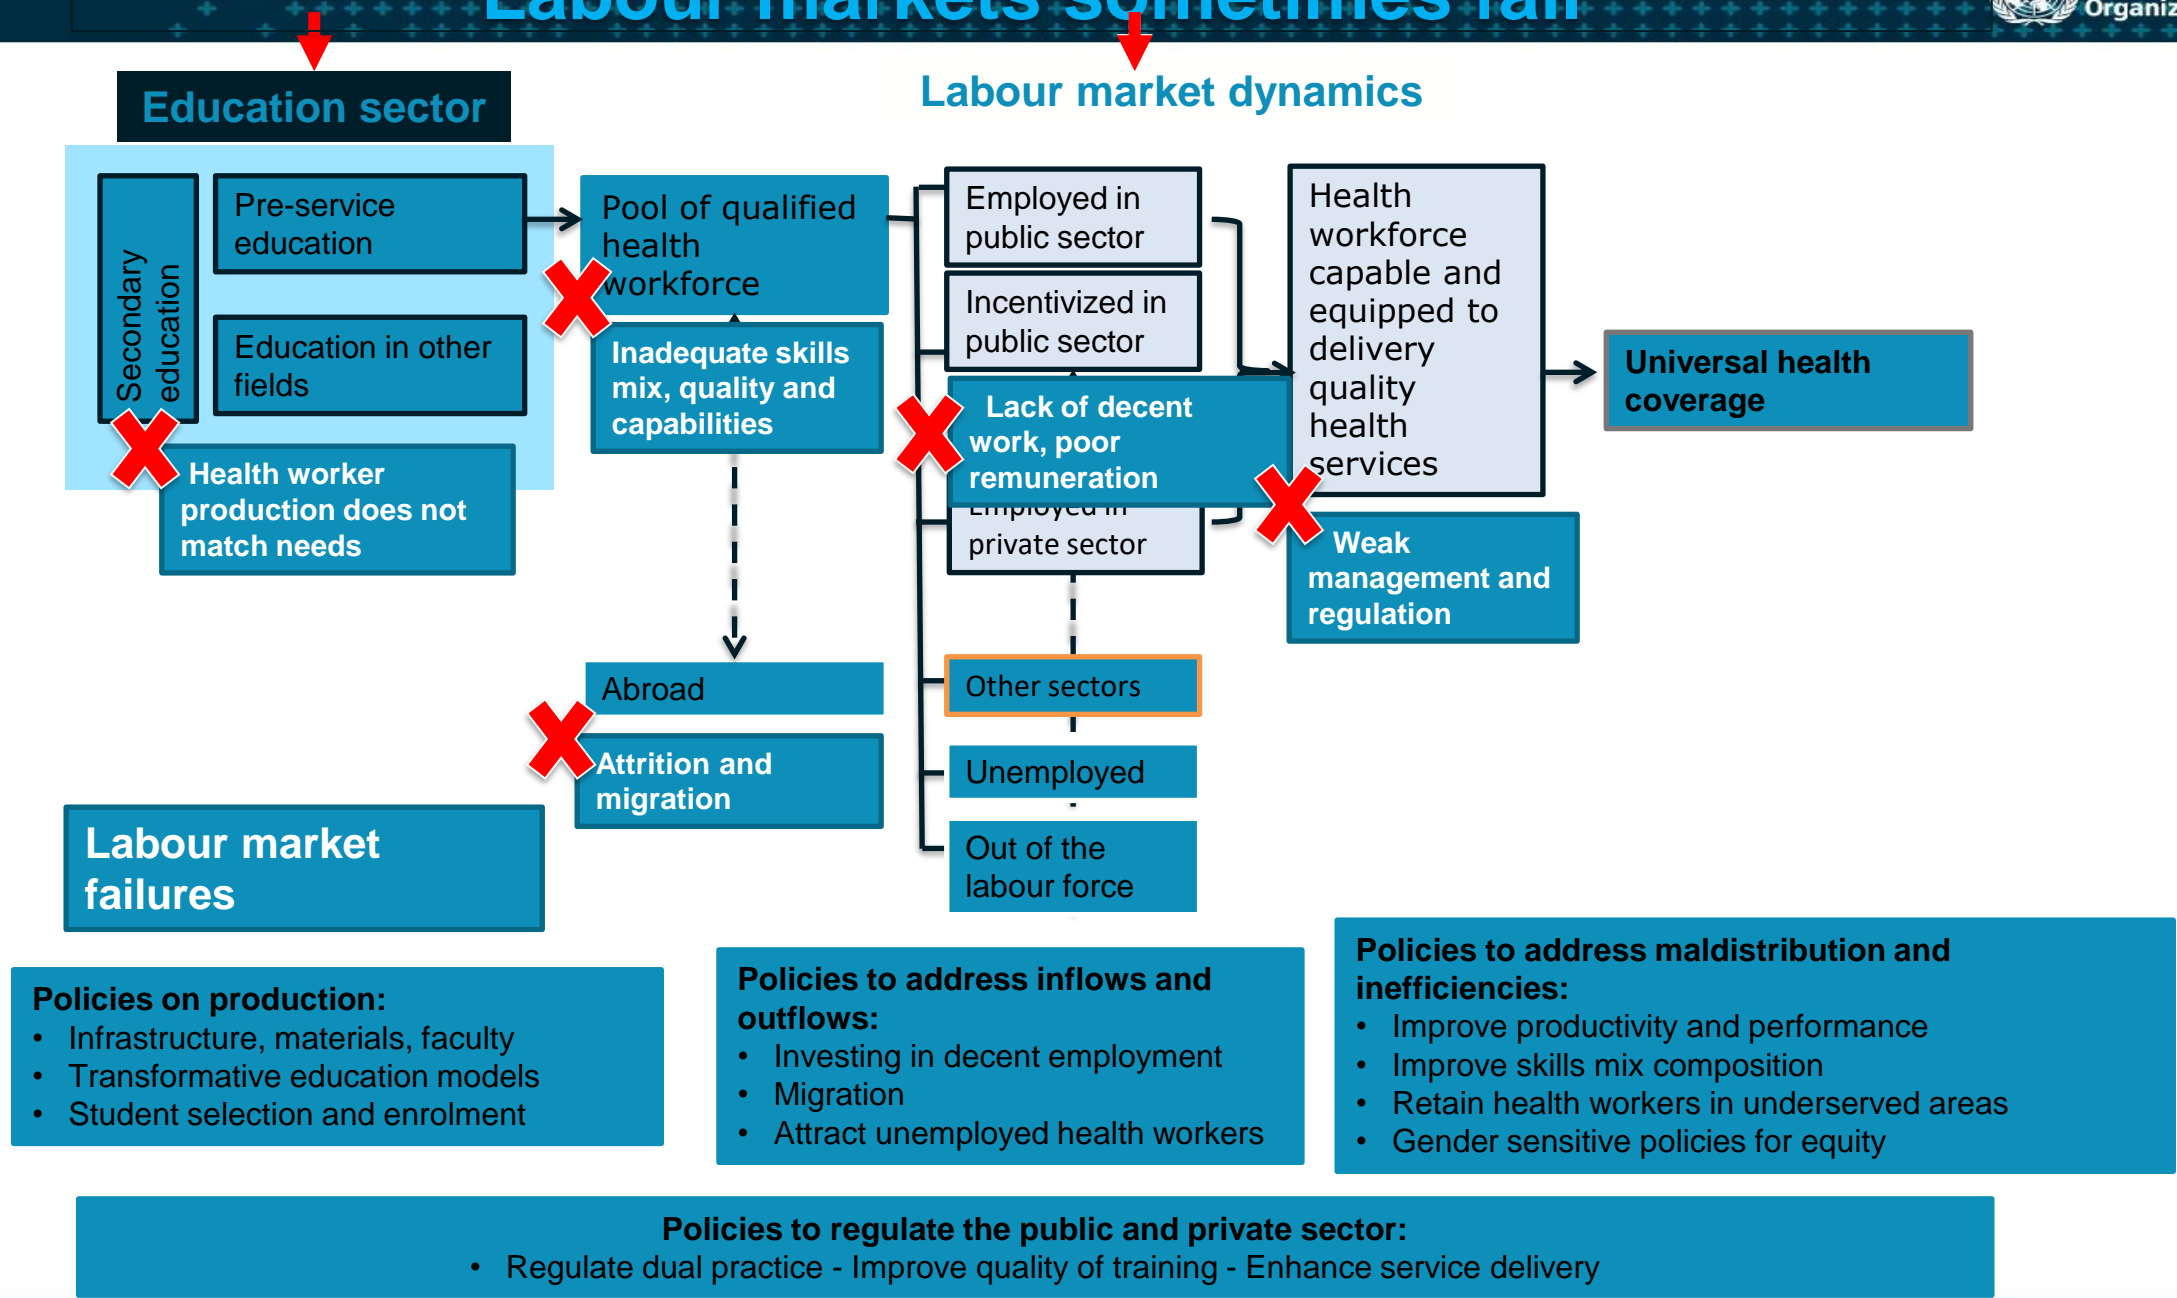 Labour markets sometimes fail
Organiz
Education sector
Labour market dynamics
Secondary
education
Pre-service
education
Education in other
fields
Health worker
production does not
match needs
Pool of qualified
health
workforce
Inadequate skills
mix, quality and
capabilities
Abroad
Attrition and
migration
Employed in
public sector
Incentivized in
public sector
Lack of decent
work, poor
remuneration
Employed in
private sector
Other sectors
Unemployed
Out of the
labour force
Health
workforce
capable and
equipped to
delivery
quality
health
services
Weak
management and
regulation
Universal health
coverage
Labour market
failures
Policies on production:
• Infrastructure, materials, faculty
• Transformative education models
• Student selection and enrolment
Policies to address inflows and
outflows:
• Investing in decent employment
• Migration
• Attract unemployed health workers
Policies to address maldistribution and
inefficiencies:
• Improve productivity and performance
• Improve skills mix composition
• Retain health workers in underserved areas
• Gender sensitive policies for equity
Policies to regulate the public and private sector:
• Regulate dual practice - Improve quality of training - Enhance service delivery